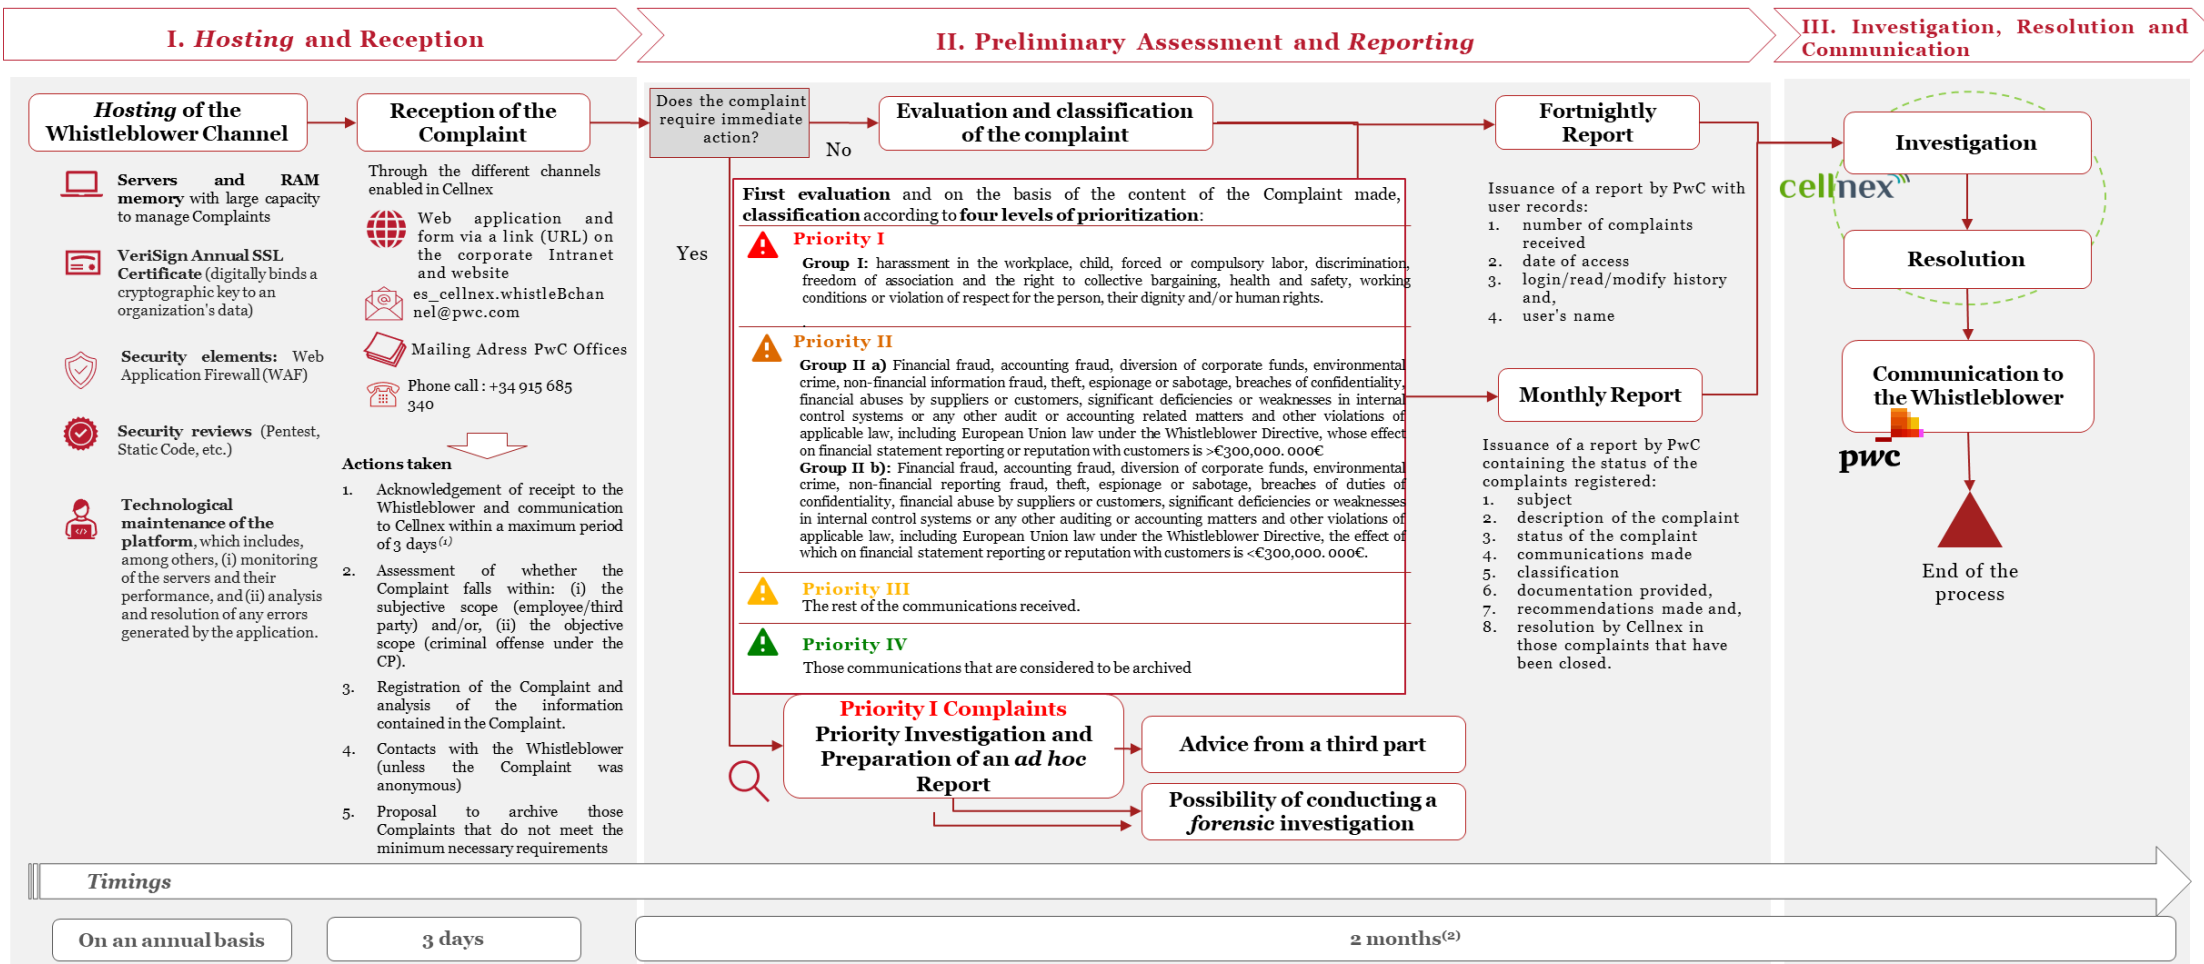 I. Hosting and Reception
II. Preliminary Assessment and Reporting
III. Investigation, Resolution and
Communication
Hosting of the
Whistleblower Channel
Servers and RAM
memory with large capacity
to manage Complaints
VeriSign Annual SSL
Certificate (digitally binds a
cryptographic key to an
organization's data)
Security elements: Web
Application Firewall (WAF)
Security reviews (Pentest,
Static Code, etc.)
Technological
maintenance of the
platform, which includes,
among others, (i) monitoring
of the servers and their
performance, and (ii) analysis
and resolution of any errors
generated by the application.
Reception of the
Complaint
Through the different channels
enabled in Cellnex
Web application and
form via a link (URL) on
the corporate Intranet
and website
es_cellnex.whistleBchan
nel@pwc.com
Mailing Adress PwC Offices
Phone call : +34 915 685
340
Actions taken
1. Acknowledgement of receipt to the
Whistleblower and communication
to Cellnex within a maximum period
of 3 days(1)
2. Assessment of whether the
Complaint falls within: (i) the
subjective scope (employee/third
party) and/or, (ii) the objective
scope (criminal offense under the
CP).
3. Registration of the Complaint and
analysis of the information
contained in the Complaint.
4. Contacts with the Whistleblower
(unless the Complaint was
anonymous)
5. Proposal to archive those
Complaints that do not meet the
minimum necessary requirements
Does the complaint
require immediate
action?
No
Yes
Evaluation and classification
of the complaint
First evaluation and on the basis of the content of the Complaint made,
classification according to four levels of prioritization:
Priority I
Group I: harassment in the workplace, child, forced or compulsory labor, discrimination,
freedom of association and the right to collective bargaining, health and safety, working
conditions or violation of respect for the person, their dignity and/or human rights.
.
Priority II
Group II a) Financial fraud, accounting fraud, diversion of corporate funds, environmental
crime, non-financial information fraud, theft, espionage or sabotage, breaches of confidentiality,
financial abuses by suppliers or customers, significant deficiencies or weaknesses in internal
control systems or any other audit or accounting related matters and other violations of
applicable law, including European Union law under the Whistleblower Directive, whose effect
on financial statement reporting or reputation with customers is >€300,000. 000€
Group II b): Financial fraud, accounting fraud, diversion of corporate funds, environmental
crime, non-financial reporting fraud, theft, espionage or sabotage, breaches of duties of
confidentiality, financial abuse by suppliers or customers, significant deficiencies or weaknesses
in internal control systems or any other auditing or accounting matters and other violations of
applicable law, including European Union law under the Whistleblower Directive, the effect of
which on financial statement reporting or reputation with customers is <€300,000. 000€.
Priority III
The rest of the communications received.
Priority IV
Those communications that are considered to be archived
Priority I Complaints
Priority Investigation and
Preparation of an ad hoc
Report
Advice from a third part
Possibility of conducting a
forensic investigation
Fortnightly
Report
Issuance of a report by PwC with
user records:
1. number of complaints
received
2. date of access
3. login/read/modify history
and,
4. user's name
Monthly Report
Issuance of a report by PwC
containing the status of the
complaints registered:
1. subject
2. description of the complaint
3. status of the complaint
4. communications made
5. classification
6. documentation provided,
7. recommendations made and,
8. resolution by Cellnex in
those complaints that have
been closed.
Investigation
cellnex
Resolution
Communication to
the Whistleblower
pwc
End of the
process
Timings
On an annual basis
3 days
2 months(2)